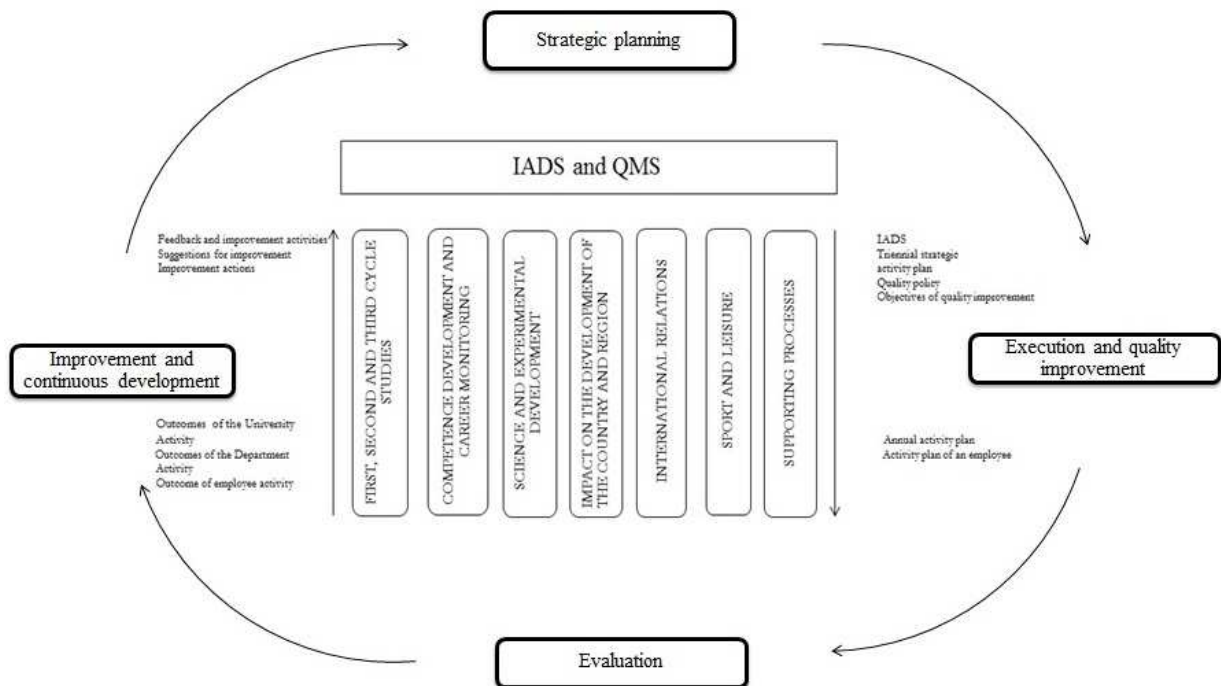 Strategic planning
IADS and QMS
Feedback and improvement activities
Suggestions for improvement
Improvement actions
IADS
Triennial strategic
activity plan
Quality policy
Objectives of quality improvement
Improvement and
continuous development
FIRST, SECOND AND THIRD CYCLE
STUDIES
COMPETENCE DEVELOPMENT AND
CAREER MONITORING
SCIENCE AND EXPERIMENTAL
DEVELOPMENT
IMPACT ON THE DEVELOPMENT OF
THE COUNTRY AND REGION
INTERNATIONAL RELATIONS
SPORT AND LEISURE
SUPPORTING PROCESSES
Execution and quality
improvement
Outcomes of the University
Activity
Outcomes of the Department
Activity
Outcome of employee activity
Annual activity plan
Activity plan of an employee
Evaluation